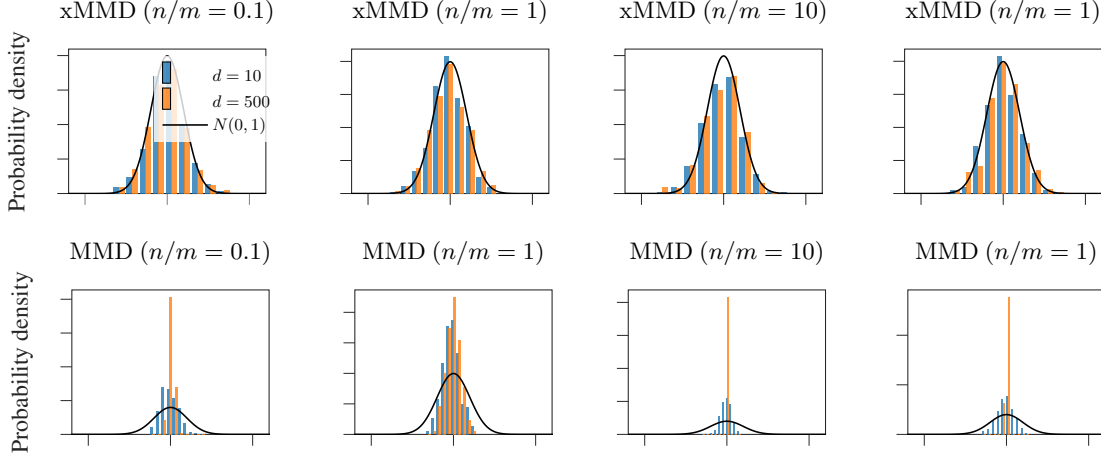 xMMD (n/m = 0.1)
xMMD (n/m = 1)
xMMD (n/m = 10)
xMMD (n/m = 1)
Probability density
d = 10
d = 500
N(0, 1)
MMD (n/m = 0.1)
MMD (n/m = 1)
MMD (n/m = 10)
MMD (n/m = 1)
Probability density